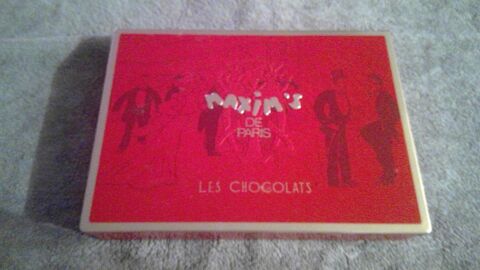 Maxim's
DE
PARIS
LES CHOCOLATS